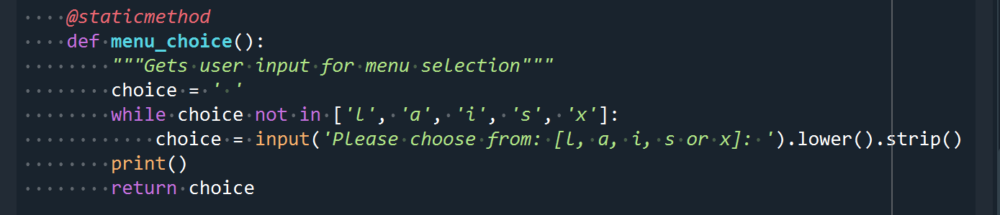 @staticmethod
    def menu_choice():
        """Gets user input for menu selection"""
        choice = ' '
        while choice not in ['l', 'a', 'i', 's', 'x']:
            choice = input('Please choose from: [l, a, i, s or x]: ').lower().strip()
        print()
        return choice